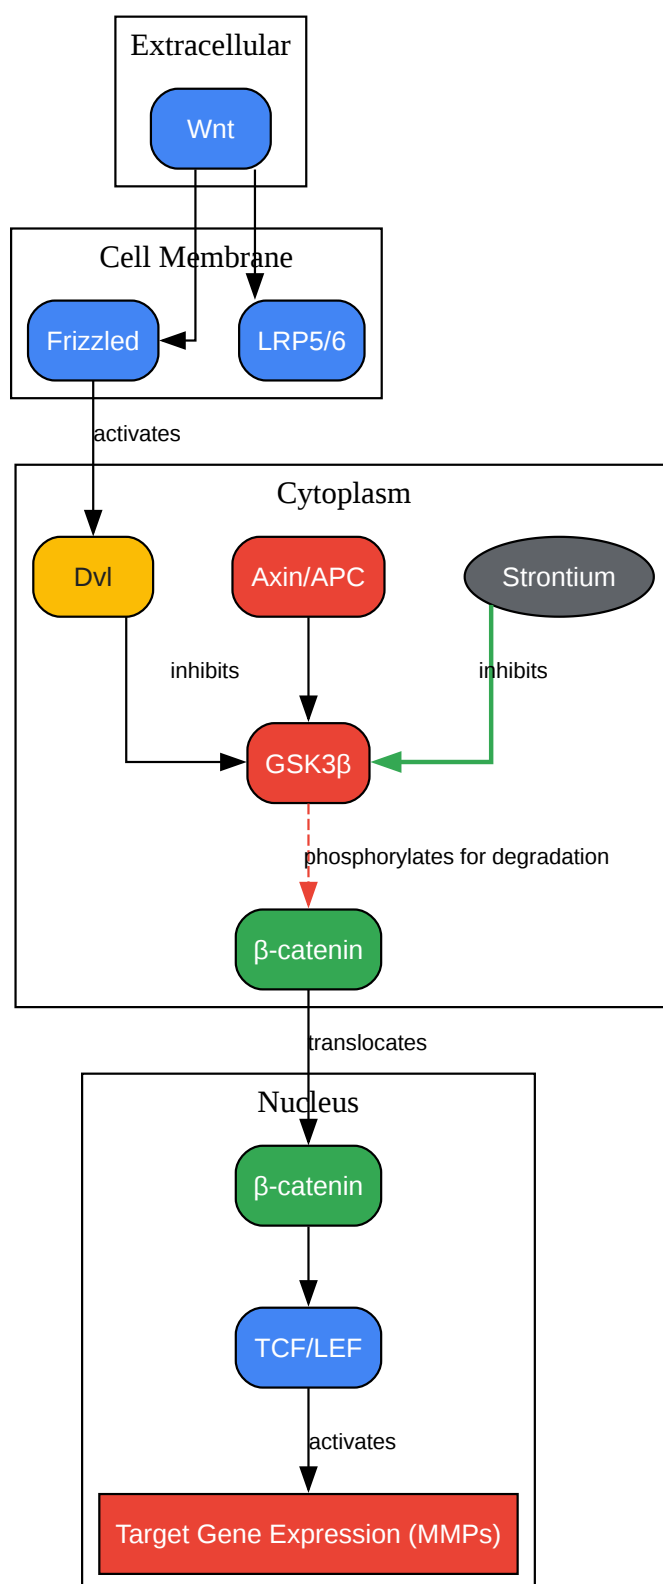 Extracellular
Wnt
Cell Membrane
Frizzled
LRP5/6
activates
Cytoplasm
Dvl
Axin/APC
Strontium
inhibits
inhibits
GSK3β
phosphorylates for degradation
β-catenin
translocates
Nucleus
β-catenin
TCF/LEF
activates
Target Gene Expression (MMPs)